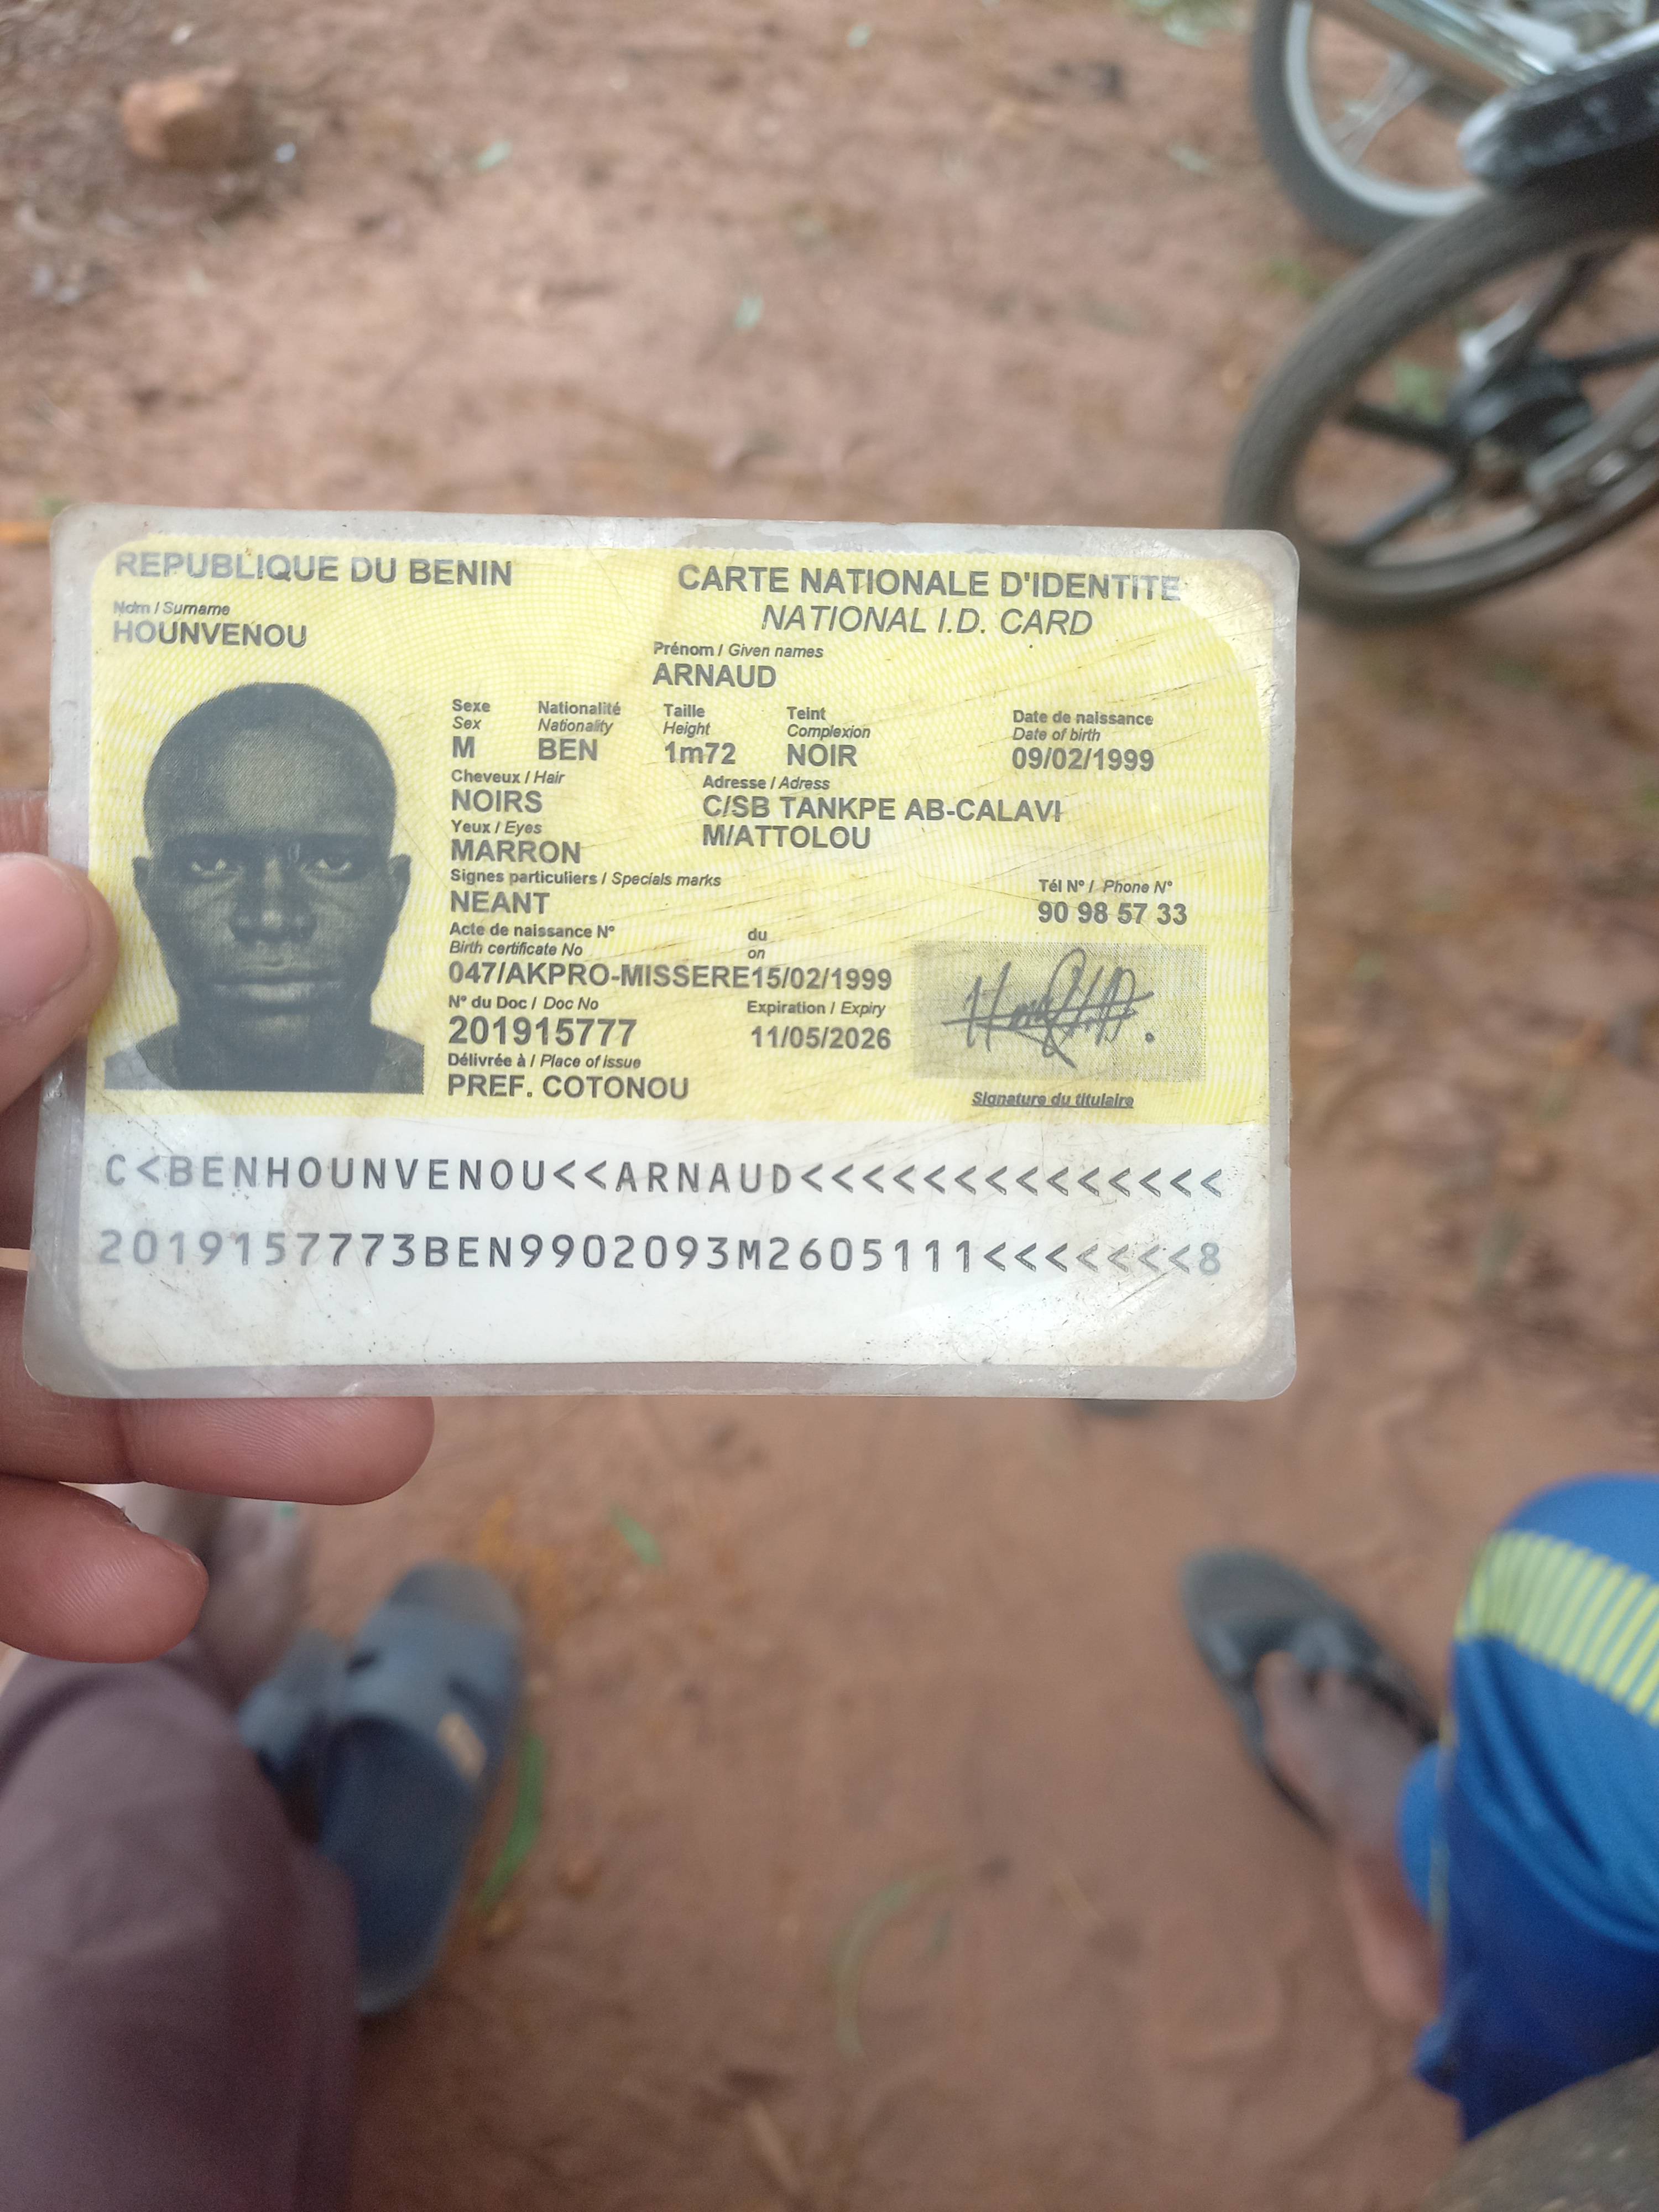 REPUBLIQUE DU BENIN
CARTE NATIONALE D'IDENTITE
NATIONAL I.D. CARD
Nom / Surname
HOUNVENOU
Prénom / Given names
ARNAUD
Sexe Nationalité Taille Teint Date de naissance
Sex Nationality Height Complexion Date of birth
M BEN 1m72 NOIR 09/02/1999
Cheveux / Hair Adresse / Adress
NOIRS C/SB TANKPE AB-CALAVI
Yeux / Eyes M/ATTOLOU
MARRON
Signes particuliers / Specials marks Tél N° / Phone N°
NEANT 90 98 57 33
Acte de naissance N° du
Birth certificate No on
047/AKPRO-MISSERE15/02/1999
N° du Doc / Doc No Expiration / Expiry
201915777 11/05/2026
Délivrée à / Place of issue
PREF. COTONOU
Signature du titulaire
C<BENHOUNVENOU<<ARNAUD<<<<<<<<<<<<<<
2019157773BEN9902093M2605111<<<<<<<8